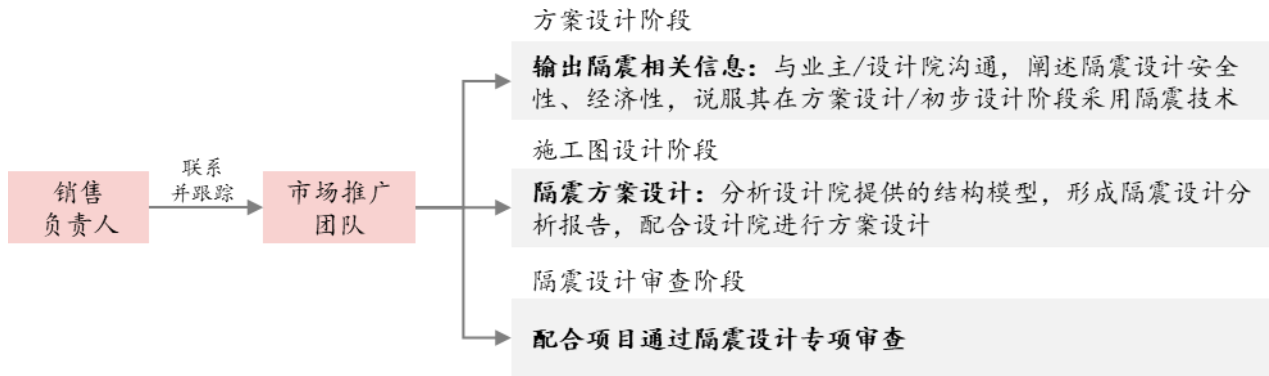 方案设计阶段
输出隔震相关信息：与业主/设计院沟通，阐述隔震设计安全
性、经济性，说服其在方案设计/初步设计阶段采用隔震技术
施工图设计阶段
销售
负责人
联系
并跟踪
市场推广
团队
隔震方案设计：分析设计院提供的结构模型，形成隔震设计分
析报告，配合设计院进行方案设计
隔震设计审查阶段
配合项目通过隔震设计专项审查